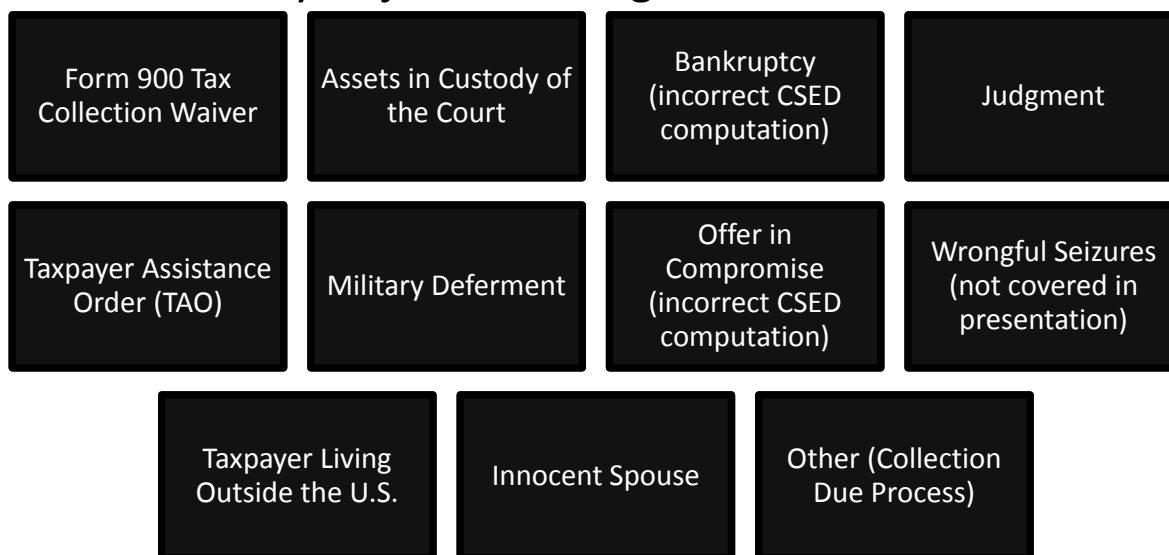 Form 900 Tax
Collection Waiver
Assets in Custody of
the Court
Bankruptcy
(incorrect CSED
computation)
Judgment
Taxpayer Assistance
Order (TAO)
Military Deferment
Offer in
Compromise
(incorrect CSED
computation)
Wrongful Seizures
(not covered in
presentation)
Taxpayer Living
Outside the U.S.
Innocent Spouse
Other (Collection
Due Process)